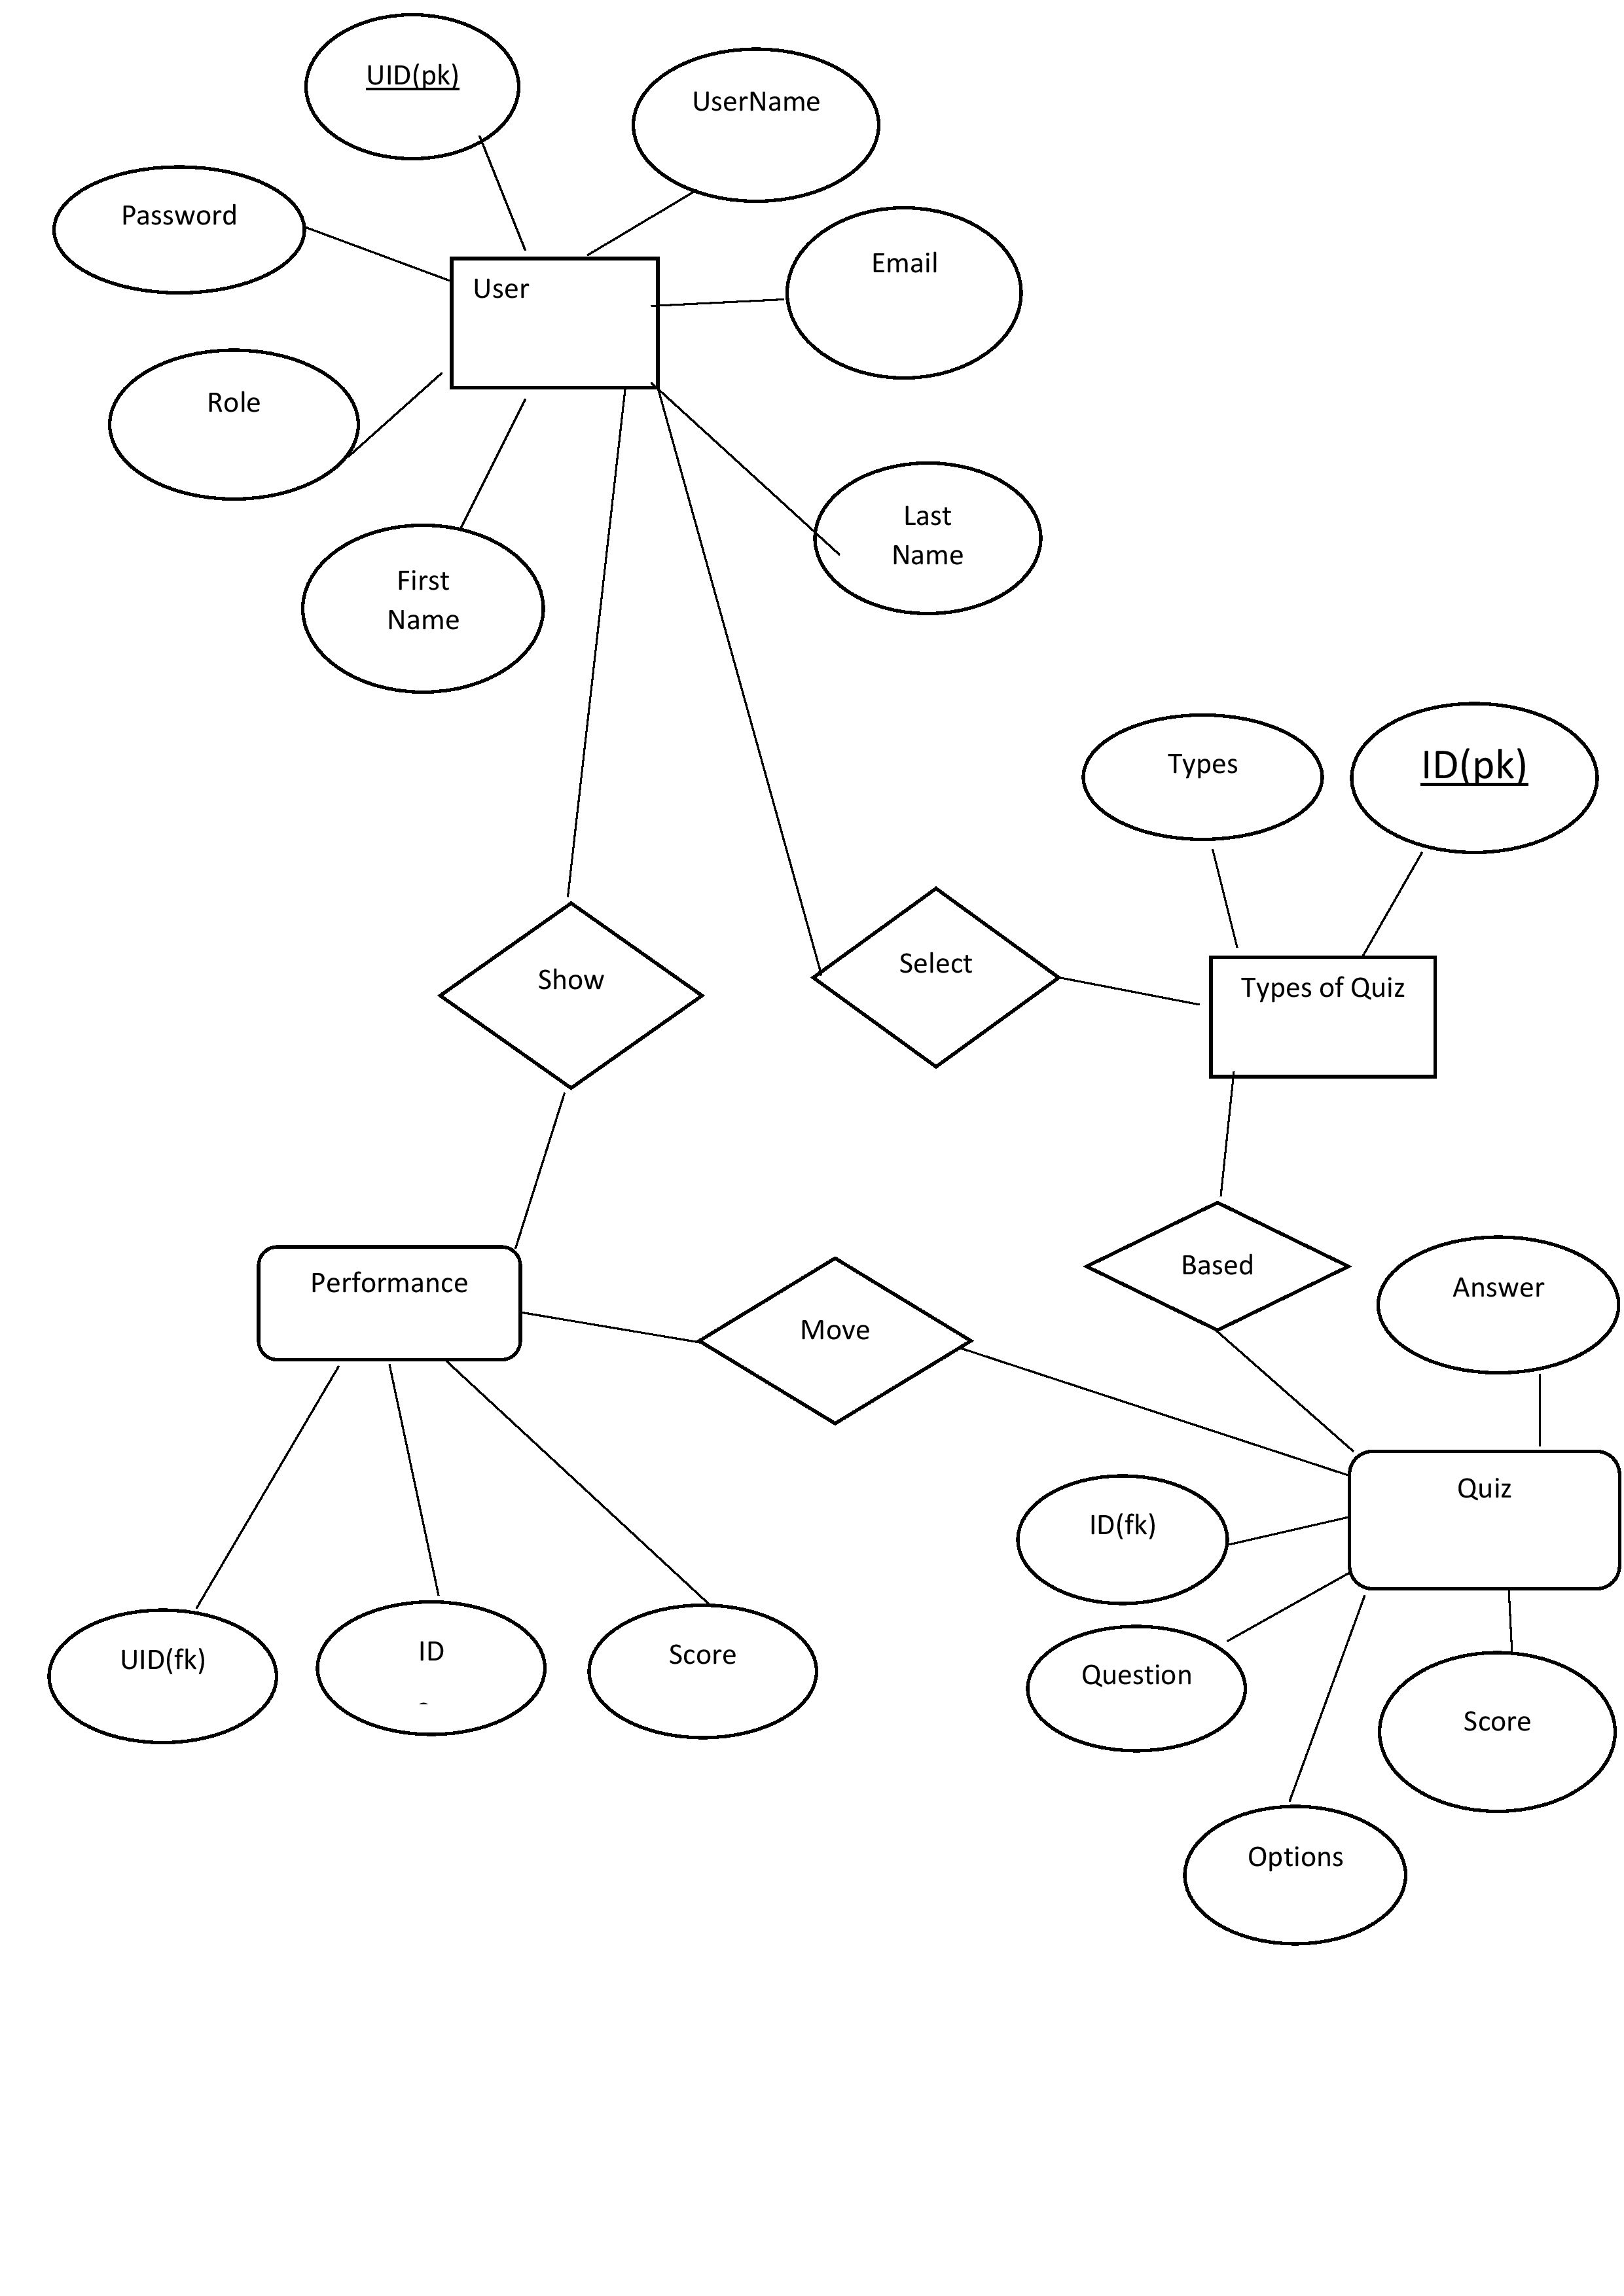 UID(pk)
UserName
Password
Email
User
Role
Last
Name
First
Name
Types
ID(pk)
Select
Show
Types of Quiz
Based
Performance
Answer
Move
Quiz
ID(fk)
UID(fk)
ID
Score
Question
Score
Options